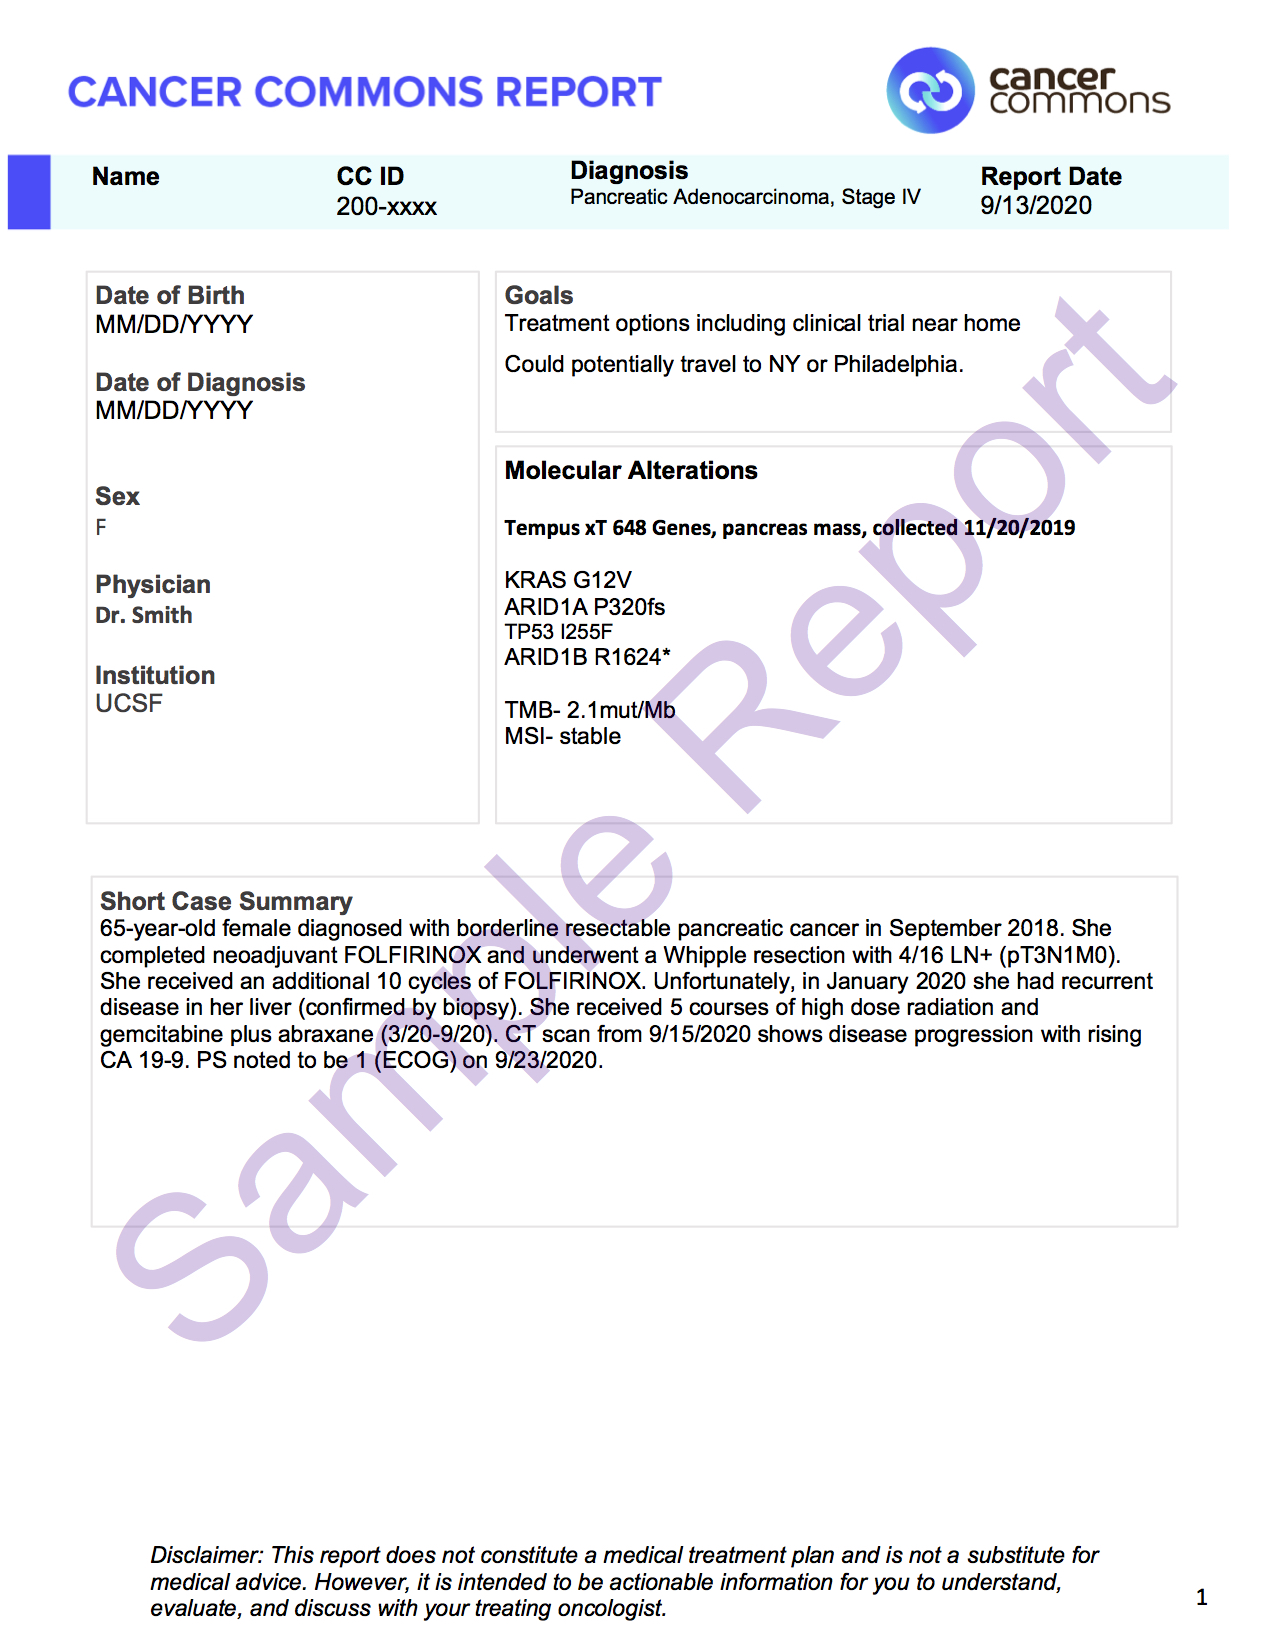 CANCER COMMONS REPORT
cancer
commons
Name
CC ID
200-xxxx
Diagnosis
Pancreatic Adenocarcinoma, Stage IV
Report Date
9/13/2020
Date of Birth
MM/DD/YYYY
Date of Diagnosis
MM/DD/YYYY
Sex
F
Physician
Dr. Smith
Institution
UCSF
Goals
Treatment options including clinical trial near home
Could potentially travel to NY or Philadelphia.
Molecular Alterations
Tempus xT 648 Genes, pancreas mass, collected 11/20/2019
KRAS G12V
ARID1A P320fs
TP53 I255F
ARID1B R1624*
TMB- 2.1mut/Mb
MSI- stable
Short Case Summary
65-year-old female diagnosed with borderline resectable pancreatic cancer in September 2018. She
completed neoadjuvant FOLFIRINOX and underwent a Whipple resection with 4/16 LN+ (pT3N1M0).
She received an additional 10 cycles of FOLFIRINOX. Unfortunately, in January 2020 she had recurrent
disease in her liver (confirmed by biopsy). She received 5 courses of high dose radiation and
gemcitabine plus abraxane (3/20-9/20). CT scan from 9/15/2020 shows disease progression with rising
CA 19-9. PS noted to be 1 (ECOG) on 9/23/2020.
Sample Report
Disclaimer: This report does not constitute a medical treatment plan and is not a substitute for
medical advice. However, it is intended to be actionable information for you to understand,
evaluate, and discuss with your treating oncologist.
1